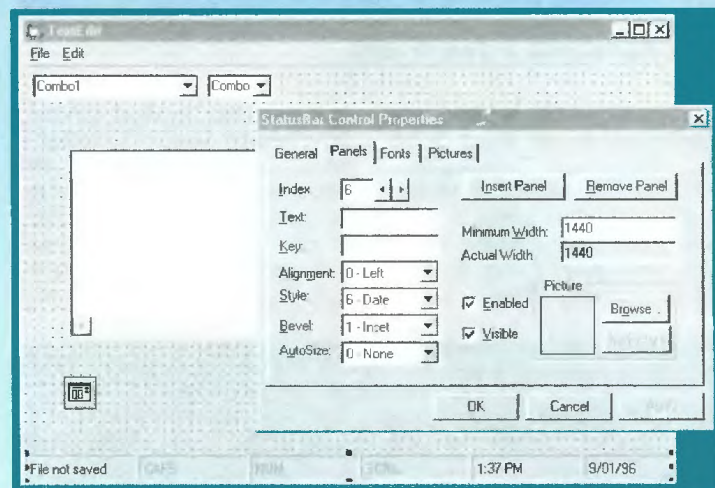 TextEdit
File Edit
Combo1 Combo
StatusBar Control Properties
General Panels Fonts Pictures
Index 6 Insert Panel Remove Panel
Text:
Key: Minimum Width: 1440
Actual Width 1440
Alignment: 0 - Left
Style: 6 - Date Enabled Picture Browse .
Bevel: 1 - Inset Visible
AutoSize: 0 - None
OK Cancel
File not saved CAPS NUM SCRL 1:37 PM 9/01/96